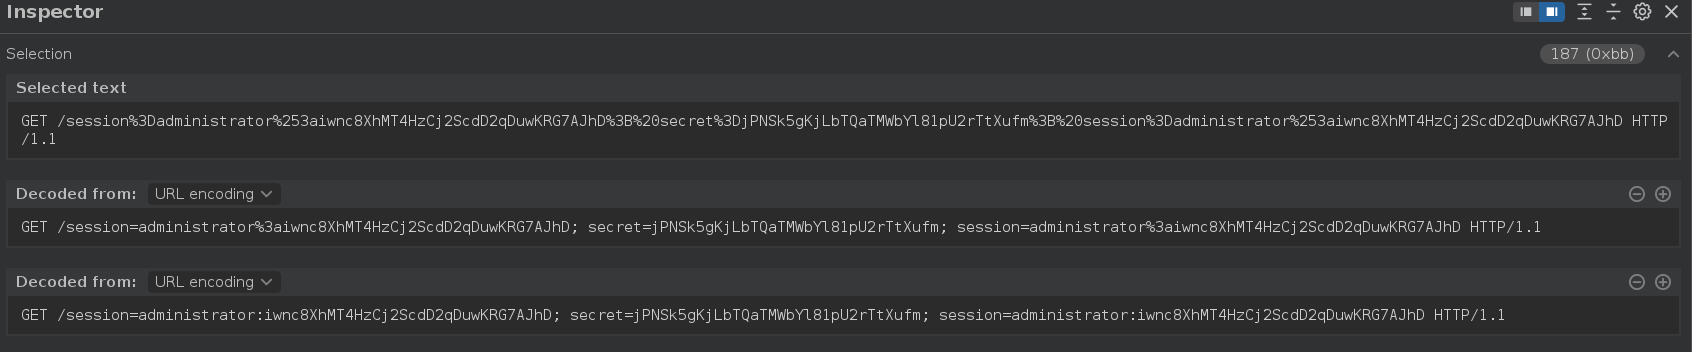 Inspector
Selection
187 (0xbb)
Selected text
GET /session%3Dadministrator%253aiwnc8XhMT4HzCj2ScdD2qDuwKRG7AJhD%3B%20secret%3DjPNSk5gKjLbTQaTMWbYl81pU2rTtXufm%3B%20session%3Dadministrator%253aiwnc8XhMT4HzCj2ScdD2qDuwKRG7AJhD HTTP
/1.1
Decoded from: URL encoding
GET /session=administrator%3aiwnc8XhMT4HzCj2ScdD2qDuwKRG7AJhD; secret=jPNSk5gKjLbTQaTMWbYl81pU2rTtXufm; session=administrator%3aiwnc8XhMT4HzCj2ScdD2qDuwKRG7AJhD HTTP/1.1
Decoded from: URL encoding
GET /session=administrator:iwnc8XhMT4HzCj2ScdD2qDuwKRG7AJhD; secret=jPNSk5gKjLbTQaTMWbYl81pU2rTtXufm; session=administrator:iwnc8XhMT4HzCj2ScdD2qDuwKRG7AJhD HTTP/1.1